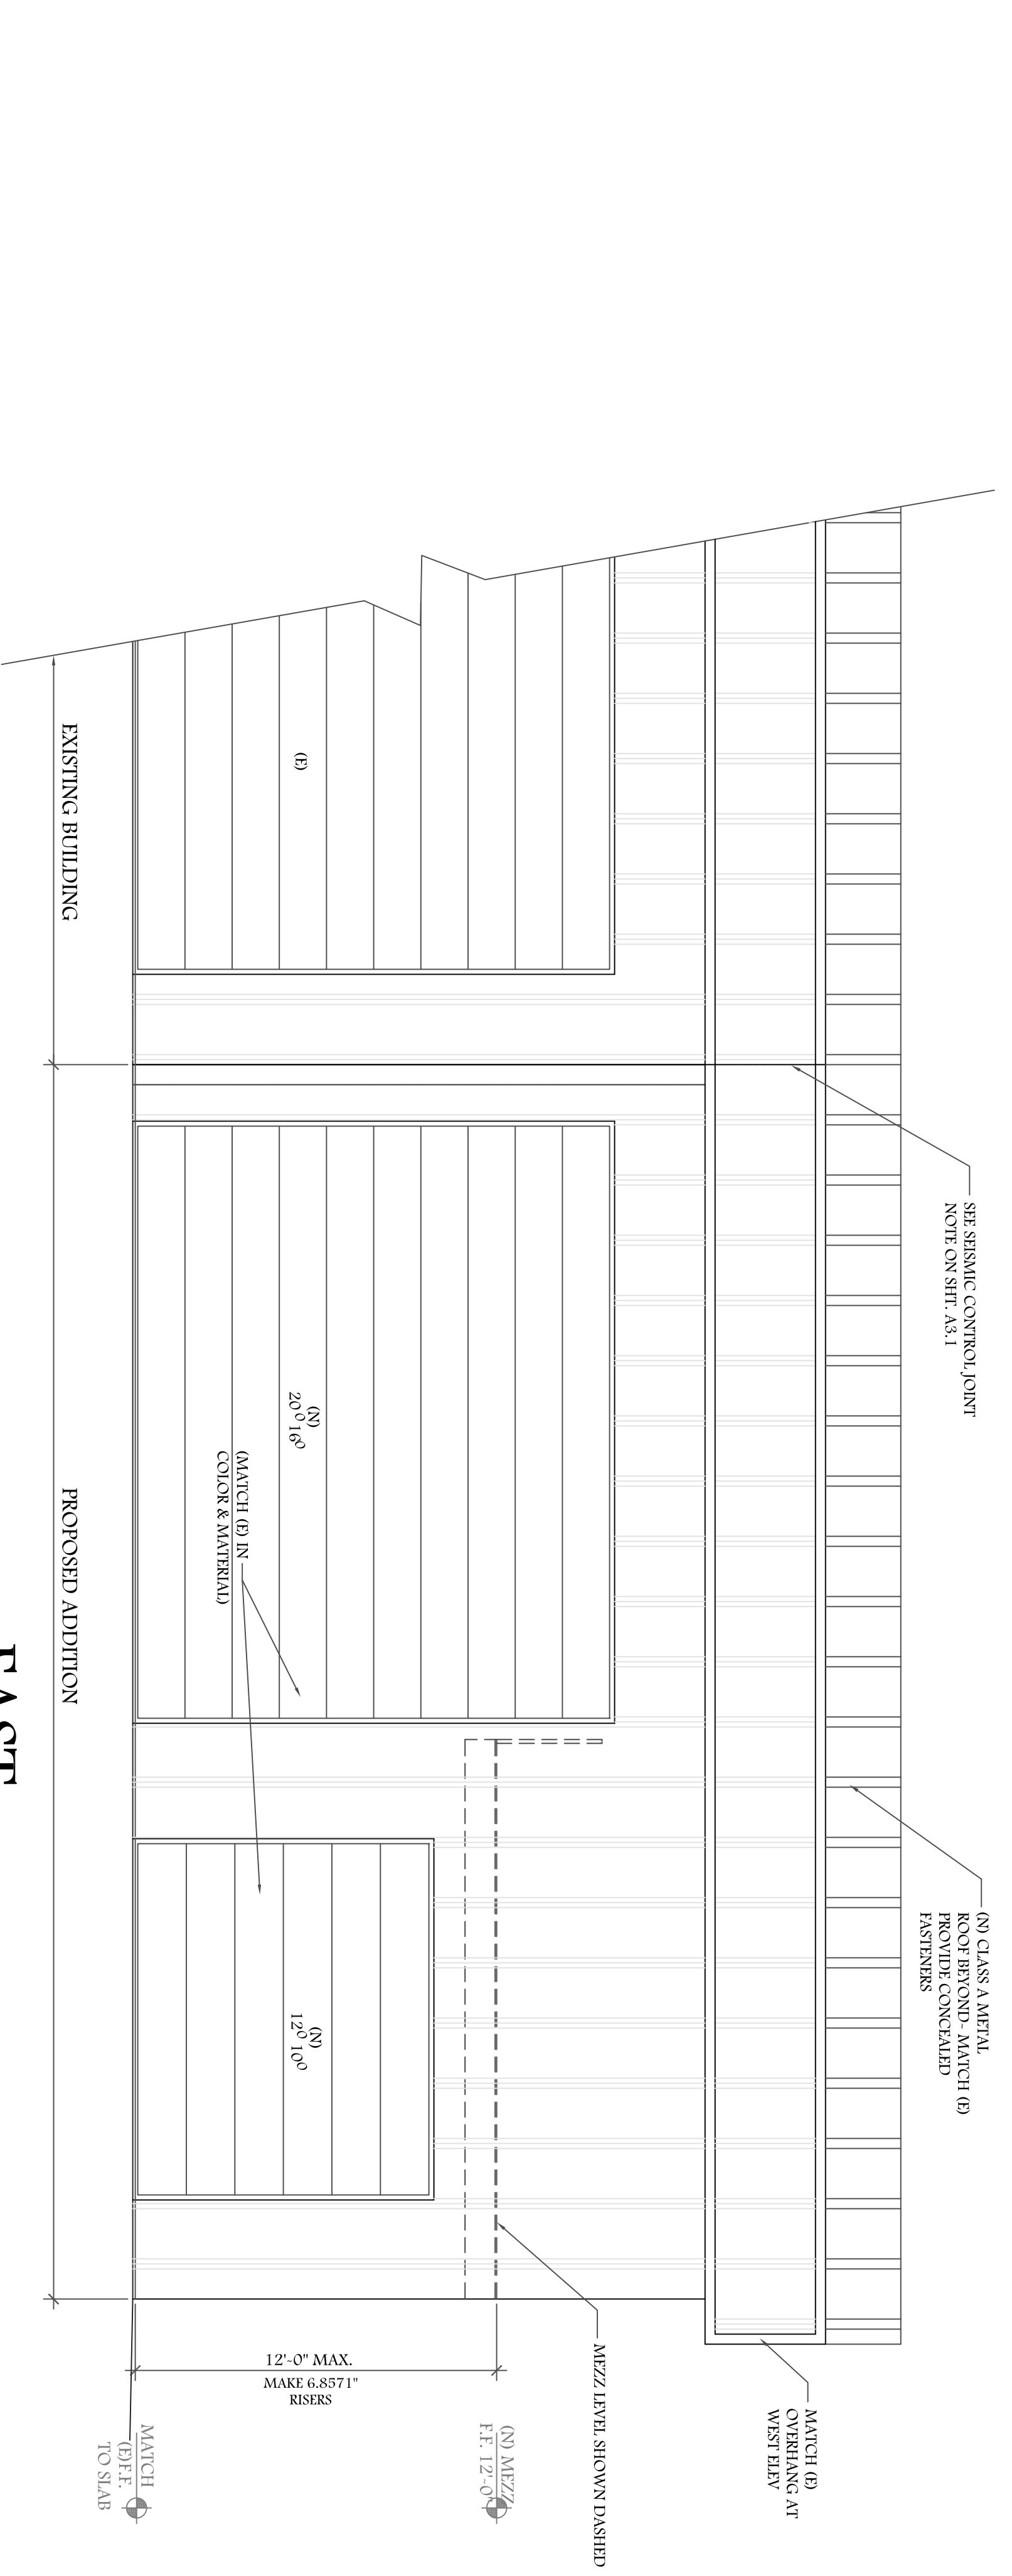 SEE SEISMIC CONTROL JOINT
NOTE ON SHT. A3.1
(N) CLASS A METAL
ROOF BEYOND- MATCH (E)
PROVIDE CONCEALED
FASTENERS
MATCH (E)
OVERHANG AT
WEST ELEV
MEZZ LEVEL SHOWN DASHED
(E)
(N)
20⁰ 16⁰
(MATCH (E) IN
COLOR & MATERIAL)
(N)
12⁰ 10⁰
(N) MEZZ
F.F. 12'-0"
12'-0" MAX.
MAKE 6.8571"
RISERS
MATCH
(E)F.F.
TO SLAB
EXISTING BUILDING
PROPOSED ADDITION
EAST